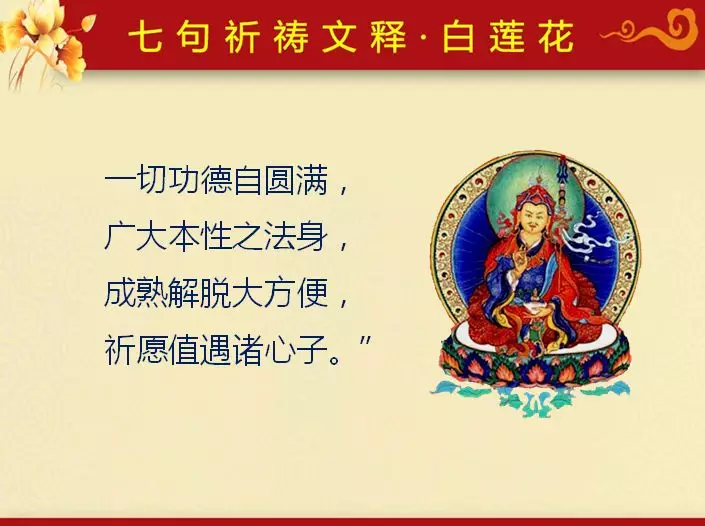 七句祈祷文释·白莲花
一切功德自圆满，
广大本性之法身，
成熟解脱大方便，
祈愿值遇诸心子。”